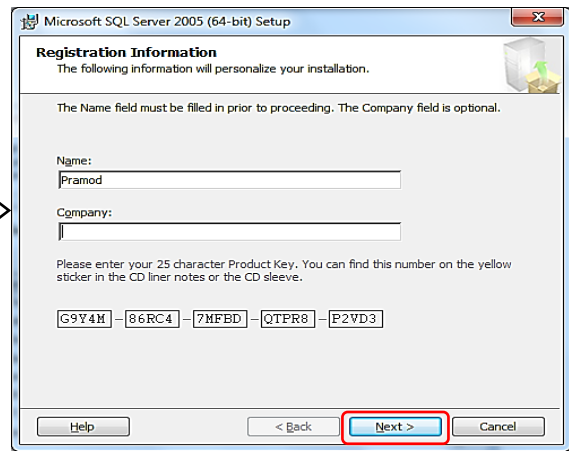 Microsoft SQL Server 2005 (64-bit) Setup
Registration Information
The following information will personalize your installation.
The Name field must be filled in prior to proceeding. The Company field is optional.
Name:
Pramod
Company:
Please enter your 25 character Product Key. You can find this number on the yellow
sticker in the CD liner notes or the CD sleeve.
G9Y4M - 86RC4 - 7MFBD - QTPR8 - P2VD3
Help < Back Next > Cancel